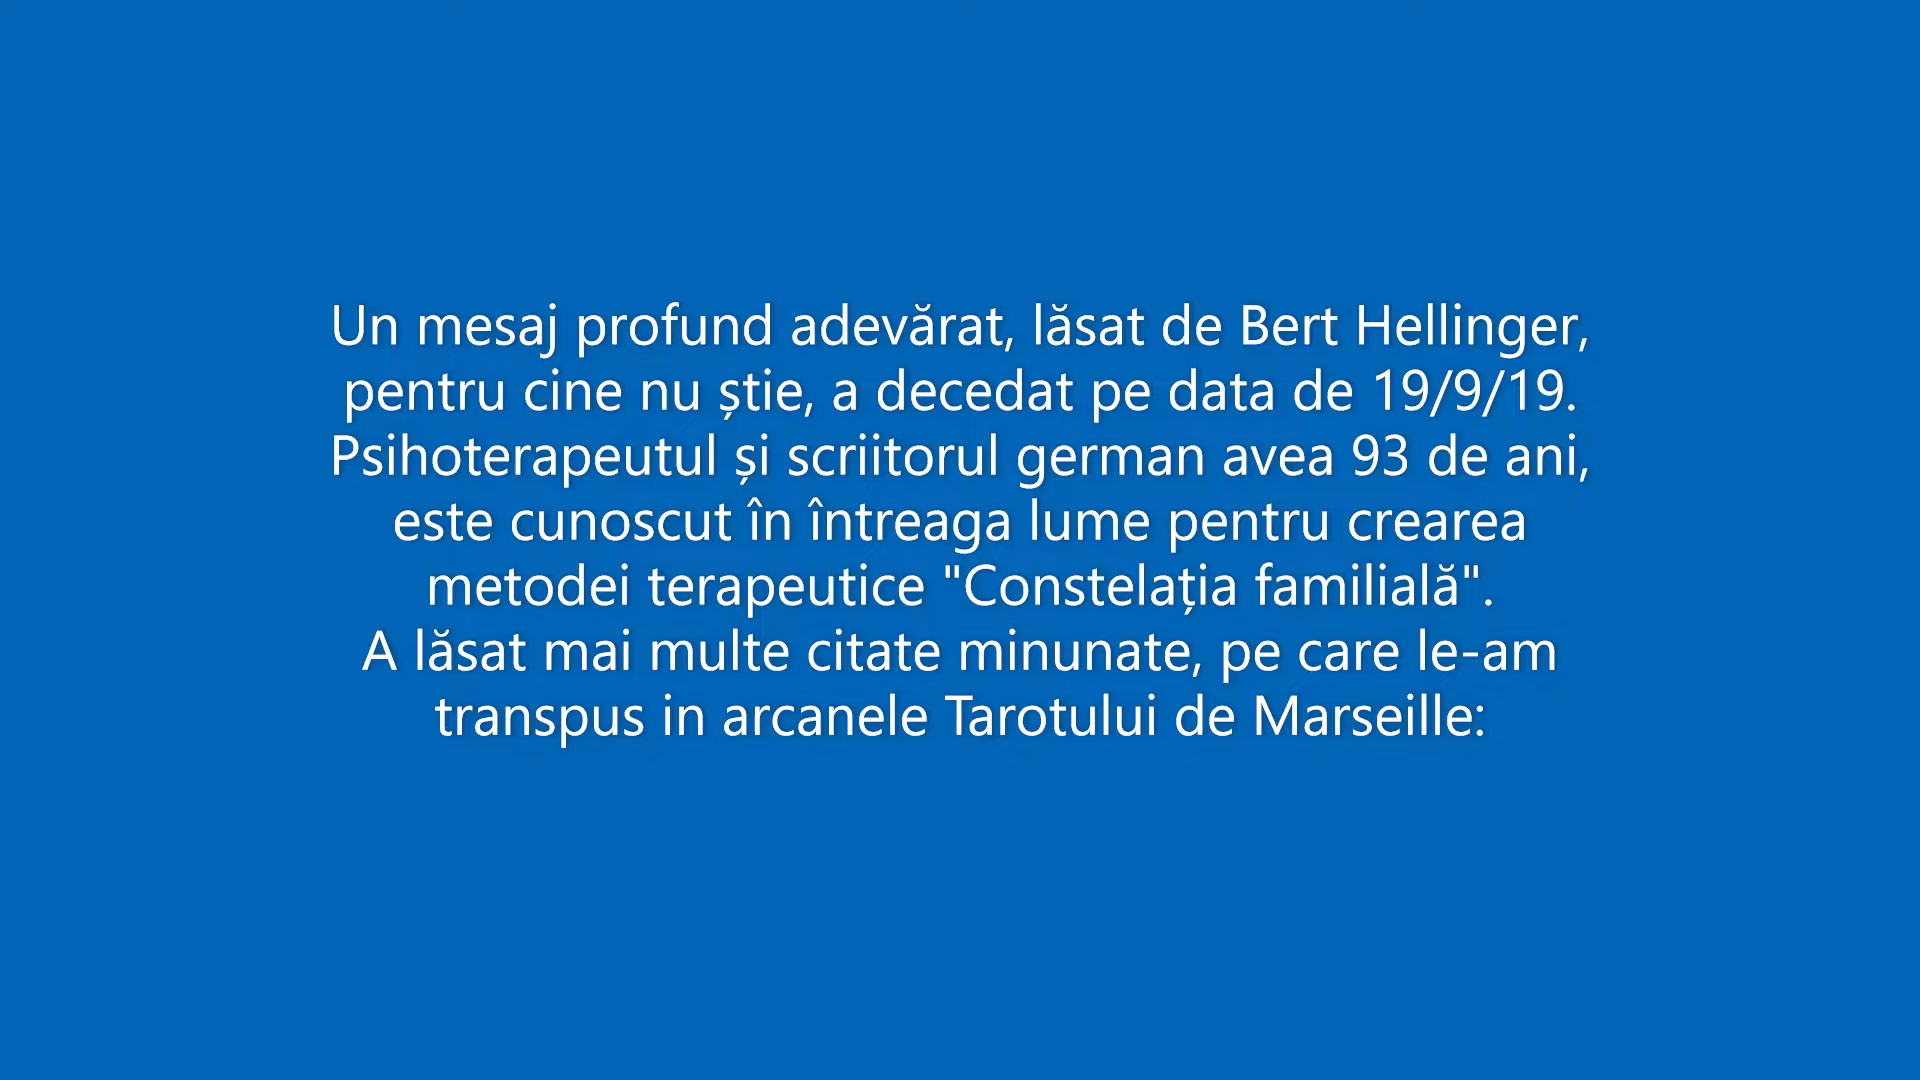 Un mesaj profund adevărat, lăsat de Bert Hellinger,
pentru cine nu știe, a decedat pe data de 19/9/19.
Psihoterapeutul și scriitorul german avea 93 de ani,
este cunoscut în întreaga lume pentru crearea
metodei terapeutice "Constelația familială".
A lăsat mai multe citate minunate, pe care le-am
transpus in arcanele Tarotului de Marseille: